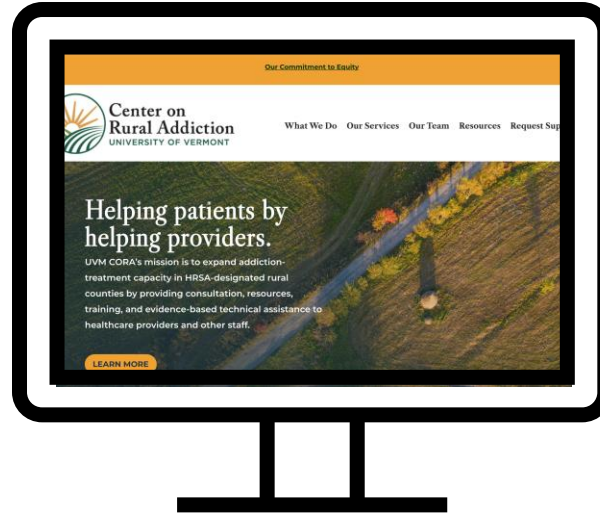 Our Commitment to Equity
Center on
Rural Addiction
UNIVERSITY OF VERMONT
What We Do Our Services Our Team Resources Request Sup
Helping patients by
helping providers.
UVM CORA's mission is to expand addiction-
treatment capacity in HRSA-designated rural
counties by providing consultation, resources,
training, and evidence-based technical assistance to
healthcare providers and other staff.
LEARN MORE